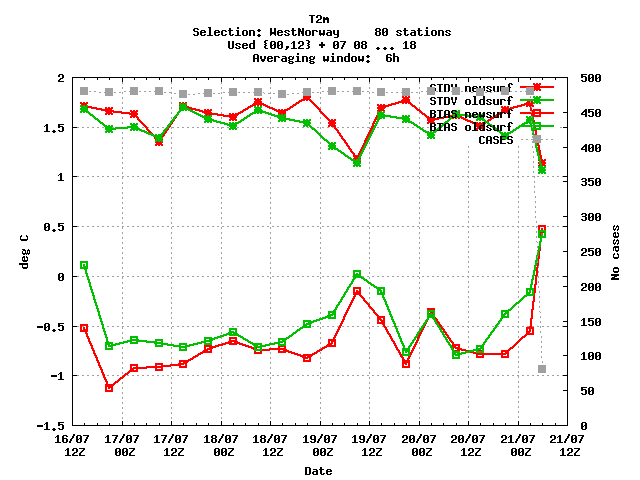 T2m
Selection: WestNorway 80 stations
Used {00,12} + 07 08 ... 18
Averaging window: 6h
2
1.5
1
0.5
0
-0.5
-1
-1.5
deg C
500
450
400
350
300
250
200
150
100
50
0
No cases
STDV newsurf
STDV oldsurf
BIAS newsurf
BIAS oldsurf
CASES
16/07 17/07 17/07 18/07 18/07 19/07 19/07 20/07 20/07 21/07 21/07
12Z 00Z 12Z 00Z 12Z 00Z 12Z 00Z 12Z 00Z 12Z
Date